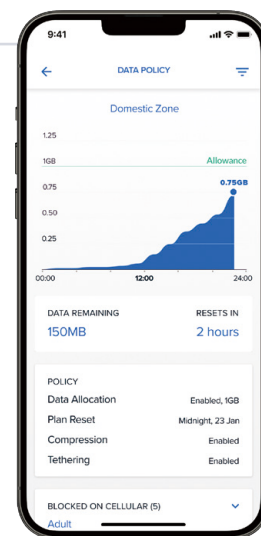 9:41
DATA POLICY
Domestic Zone
1.25
1GB
Allowance
0.75
0.75GB
0.50
0.25
00:00 12:00 24:00
DATA REMAINING RESETS IN
150MB 2 hours
POLICY
Data Allocation Enabled, 1GB
Plan Reset Midnight, 23 Jan
Compression Enabled
Tethering Enabled
BLOCKED ON CELLULAR (5)
Adult